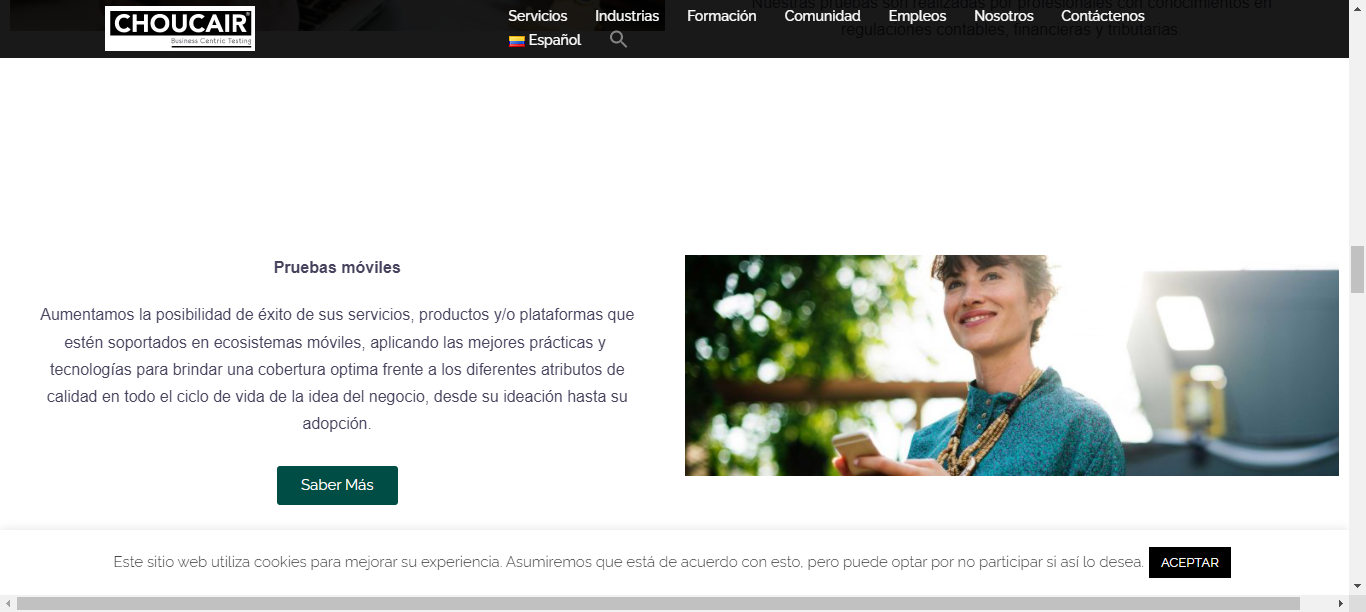 CHOUCAIR
Business Centric Testing
Servicios Industrias Formación Comunidad Empleos Nosotros Contáctenos
Español
Nuestras pruebas son realizadas por profesionales con conocimientos en
regulaciones contables, financieras y tributarias.
Pruebas móviles
Aumentamos la posibilidad de éxito de sus servicios, productos y/o plataformas que
estén soportados en ecosistemas móviles, aplicando las mejores prácticas y
tecnologías para brindar una cobertura optima frente a los diferentes atributos de
calidad en todo el ciclo de vida de la idea del negocio, desde su ideación hasta su
adopción.
Saber Más
Este sitio web utiliza cookies para mejorar su experiencia. Asumiremos que está de acuerdo con esto, pero puede optar por no participar si así lo desea. ACEPTAR